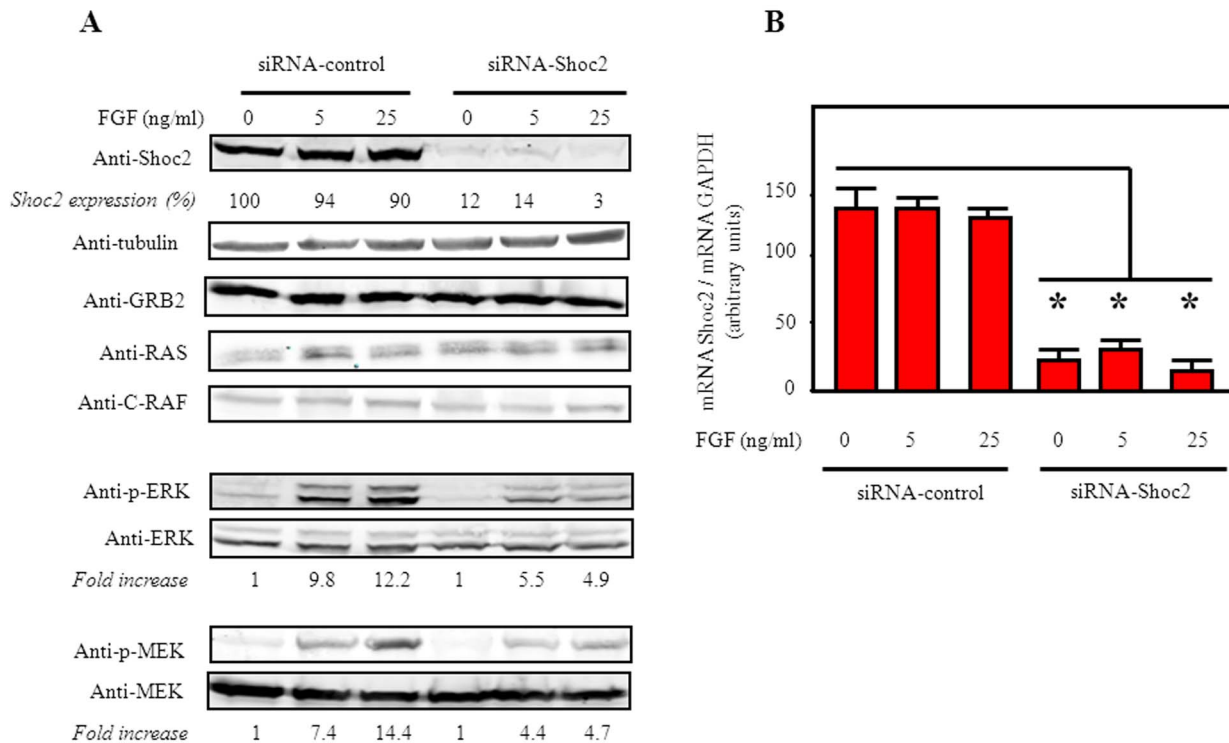 A
siRNA-control siRNA-Shoc2
FGF (ng/ml) 0 5 25 0 5 25
Anti-Shoc2
Shoc2 expression (%) 100 94 90 12 14 3
Anti-tubulin
Anti-GRB2
Anti-RAS
Anti-C-RAF
Anti-p-ERK
Anti-ERK
Fold increase 1 9.8 12.2 1 5.5 4.9
Anti-p-MEK
Anti-MEK
Fold increase 1 7.4 14.4 1 4.4 4.7
B
mRNA Shoc2 / mRNA GAPDH
(arbitrary units)
150
100
50
0
* * *
FGF (ng/ml) 0 5 25 0 5 25
siRNA-control siRNA-Shoc2